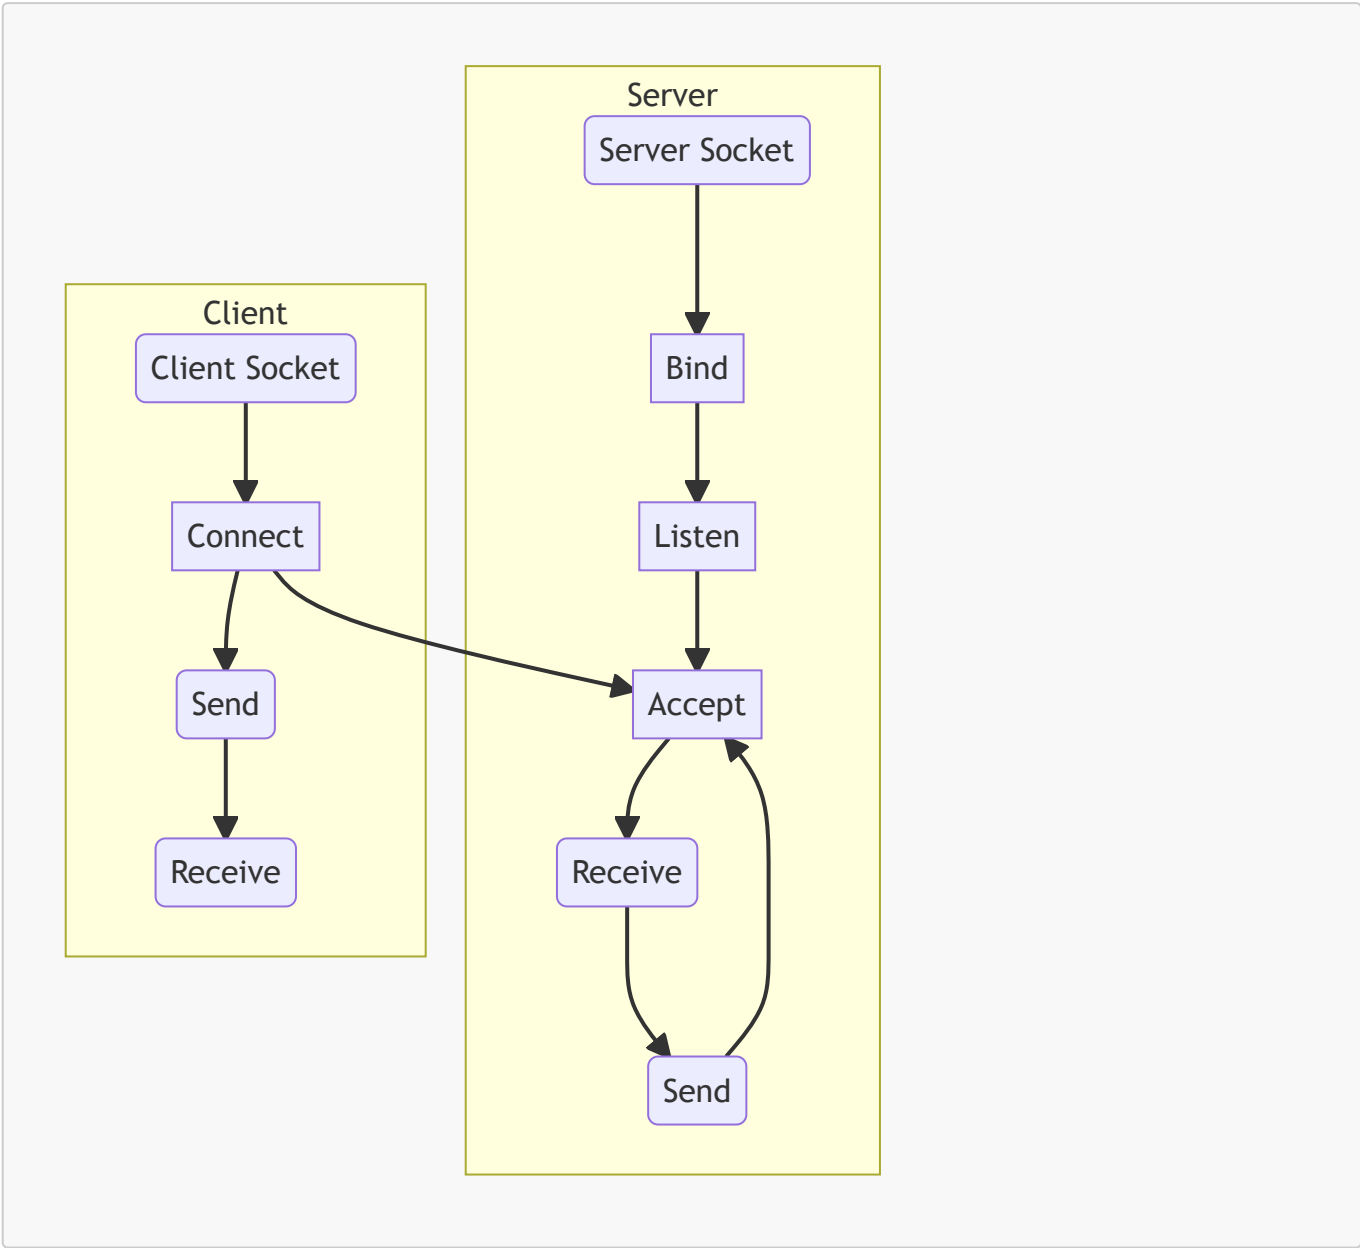 Server
Server Socket
Client
Client Socket
Bind
Connect
Listen
Send
Accept
Receive
Receive
Send